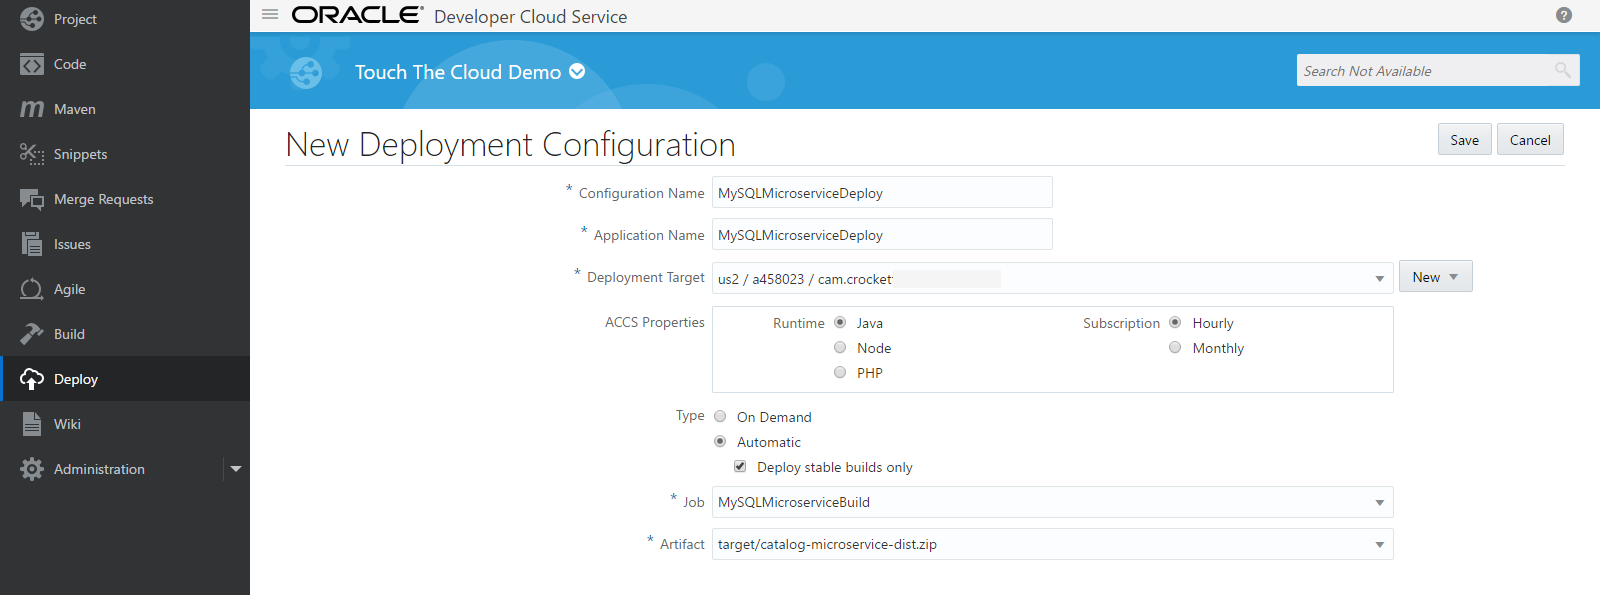 Project
Code
Maven
Snippets
Merge Requests
Issues
Agile
Build
Deploy
Wiki
Administration
ORACLE® Developer Cloud Service
Touch The Cloud Demo
Search Not Available
New Deployment Configuration
Save Cancel
* Configuration Name MySQLMicroserviceDeploy
* Application Name MySQLMicroserviceDeploy
* Deployment Target us2 / a458023 / cam.crocket New
ACCS Properties Runtime Java Subscription Hourly
Node Monthly
PHP
Type On Demand
Automatic
Deploy stable builds only
* Job MySQLMicroserviceBuild
* Artifact target/catalog-microservice-dist.zip